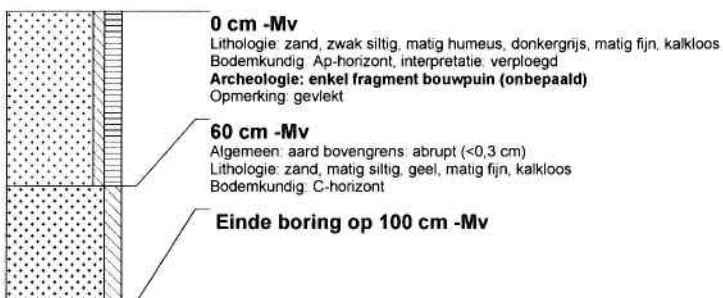 0 cm -Mv
Lithologie: zand, zwak siltig, matig humeus, donkergrijs, matig fijn, kalkloos
Bodemkundig: Ap-horizont, interpretatie: verploegd
Archeologie: enkel fragment bouwpuin (onbepaald)
Opmerking: gevlekt
60 cm -Mv
Algemeen: aard bovengrens: abrupt (<0,3 cm)
Lithologie: zand, matig siltig, geel, matig fijn, kalkloos
Bodemkundig: C-horizont
Einde boring op 100 cm -Mv